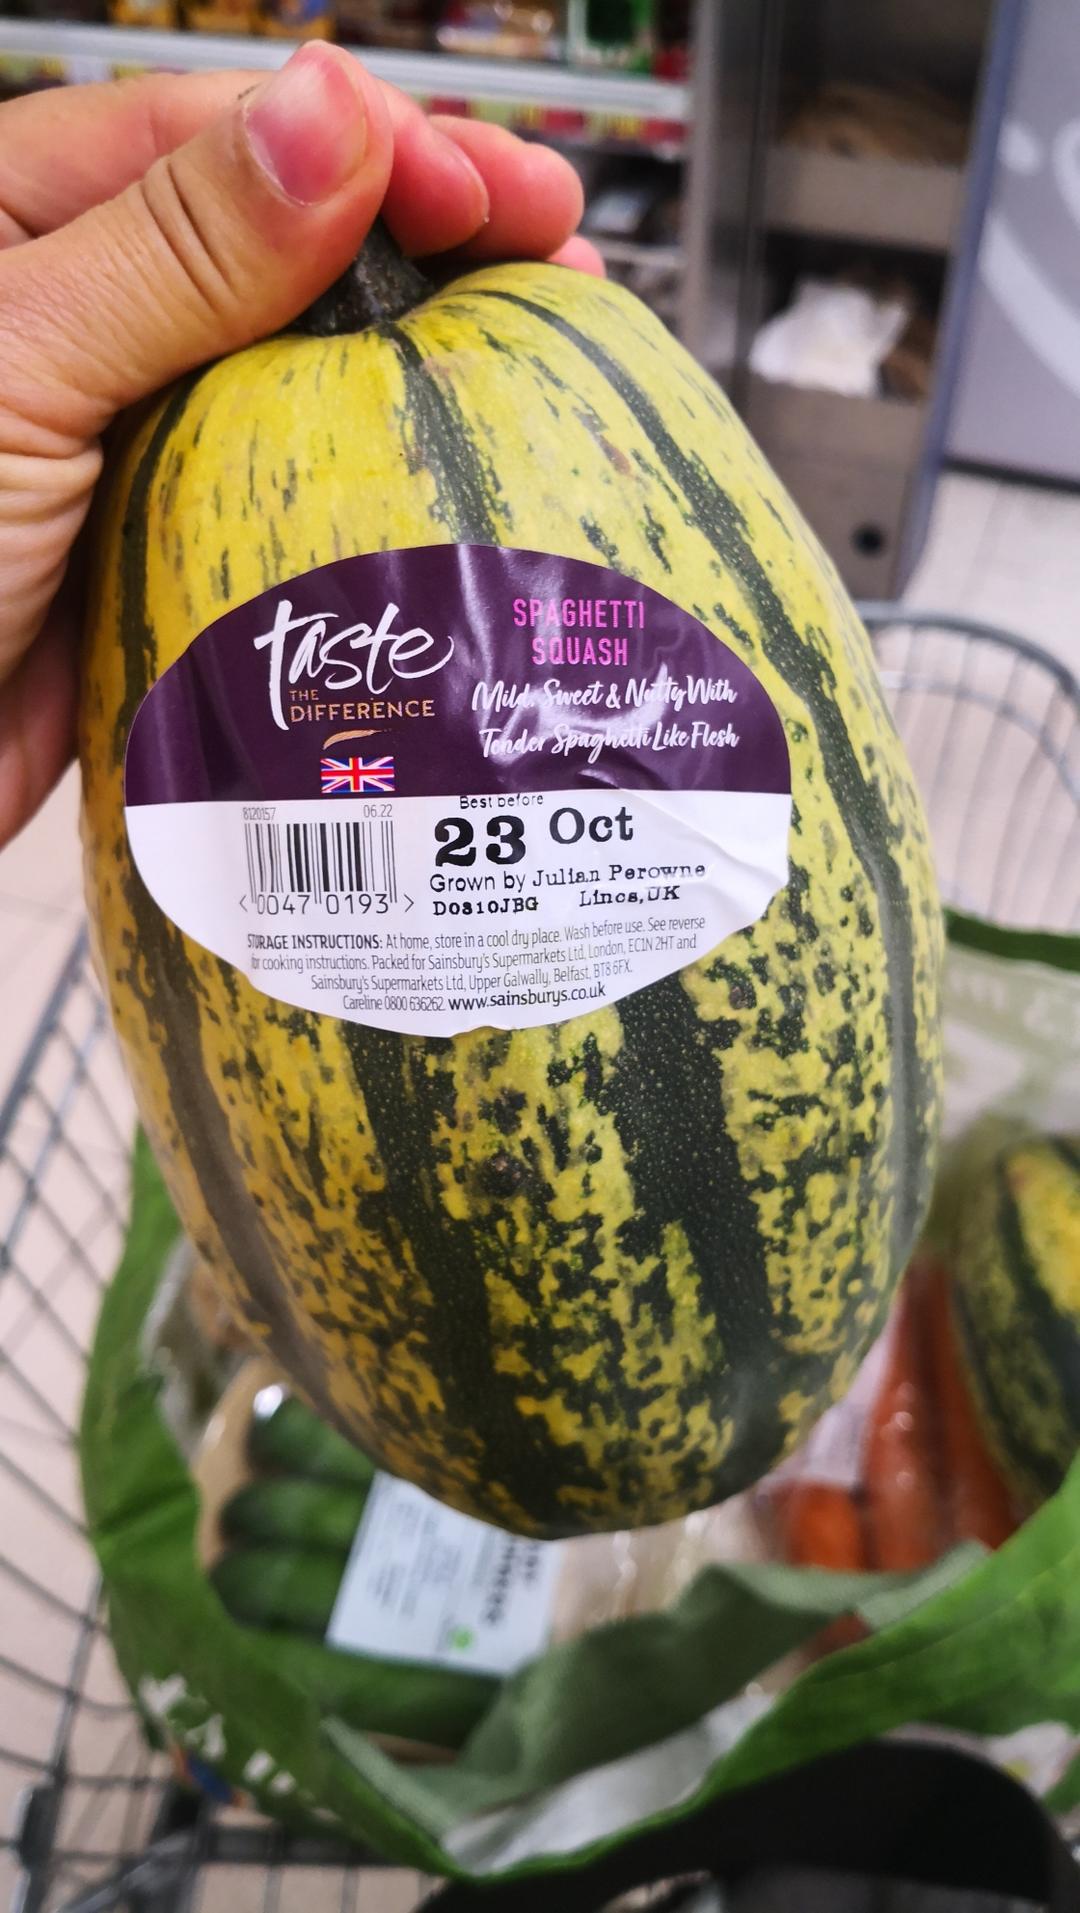 taste
THE
DIFFERENCE
SPAGHETTI
SQUASH
Mild, Sweet & Nutty With
Tender Spaghetti Like Flesh
8120157 06.22
< 0047 0193 >
Best before
23 Oct
Grown by Julian Perowne
D0810JBG Lincs,UK
STORAGE INSTRUCTIONS: At home, store in a cool dry place. Wash before use. See reverse
for cooking instructions. Packed for Sainsbury's Supermarkets Ltd, London, EC1N 2HT and
Sainsbury's Supermarkets Ltd, Upper Galwally, Belfast, BT8 6FX.
Careline 0800 636262. www.sainsburys.co.uk